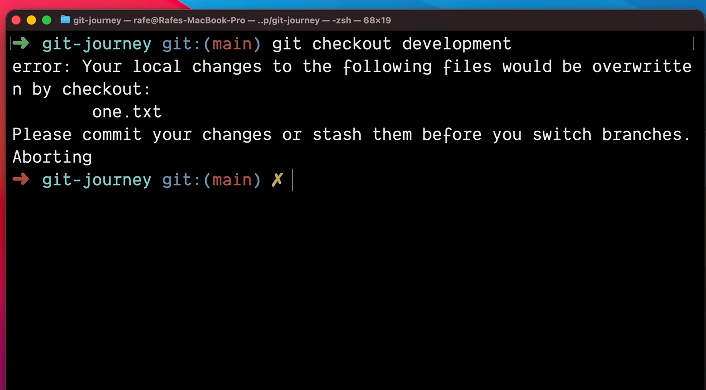 git-journey — rafe@Rafes-MacBook-Pro — ..p/git-journey — -zsh — 68×19
➜ git-journey git:(main) git checkout development
error: Your local changes to the following files would be overwritte
n by checkout:
one.txt
Please commit your changes or stash them before you switch branches.
Aborting
➜ git-journey git:(main) ✗